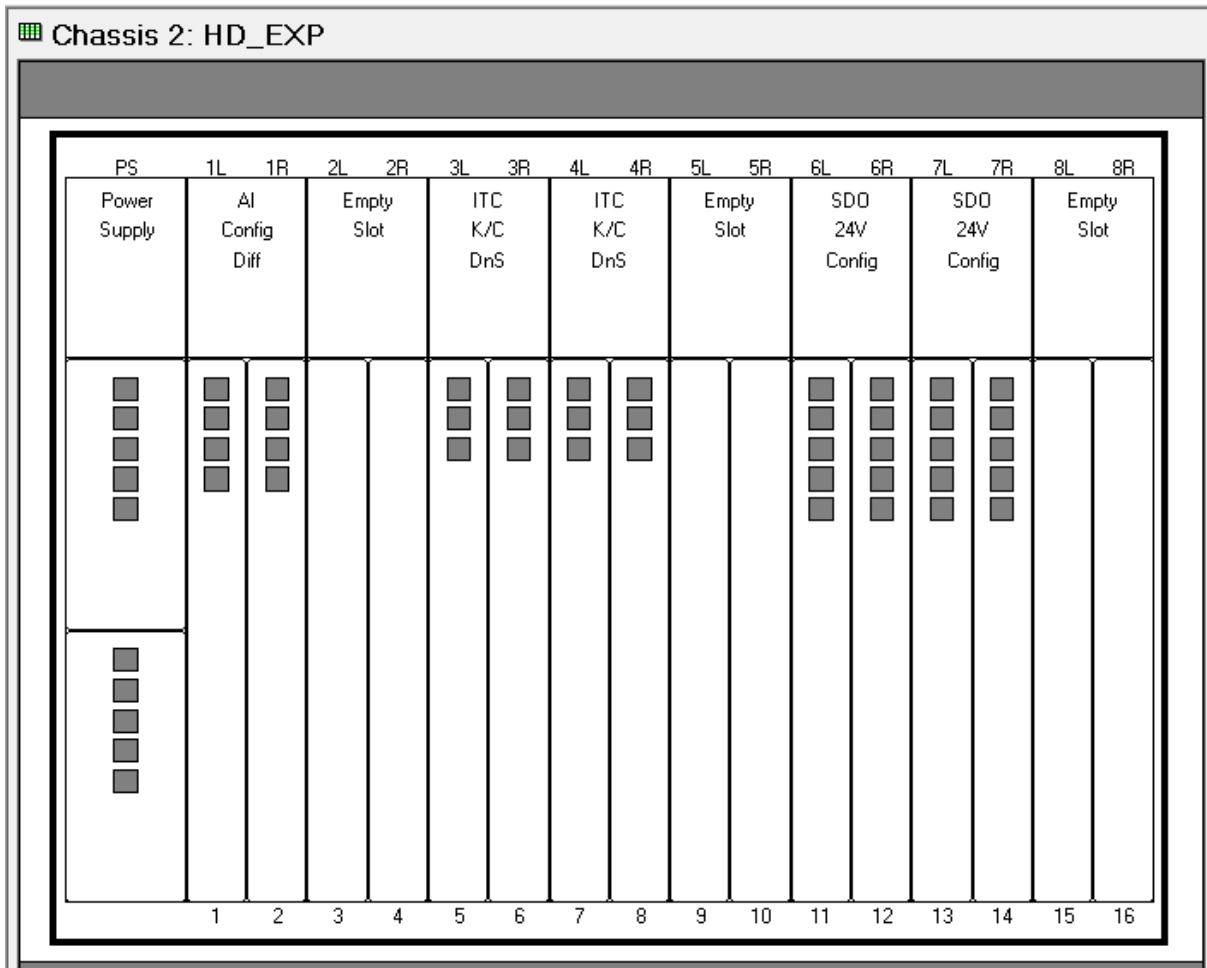 Chassis 2: HD_EXP
PS 1L 1R 2L 2R 3L 3R 4L 4R 5L 5R 6L 6R 7L 7R 8L 8R
Power Supply
AI Config Diff
Empty Slot
ITC K/C DnS
ITC K/C DnS
Empty Slot
SDO 24V Config
SDO 24V Config
Empty Slot
1 2 3 4 5 6 7 8 9 10 11 12 13 14 15 16